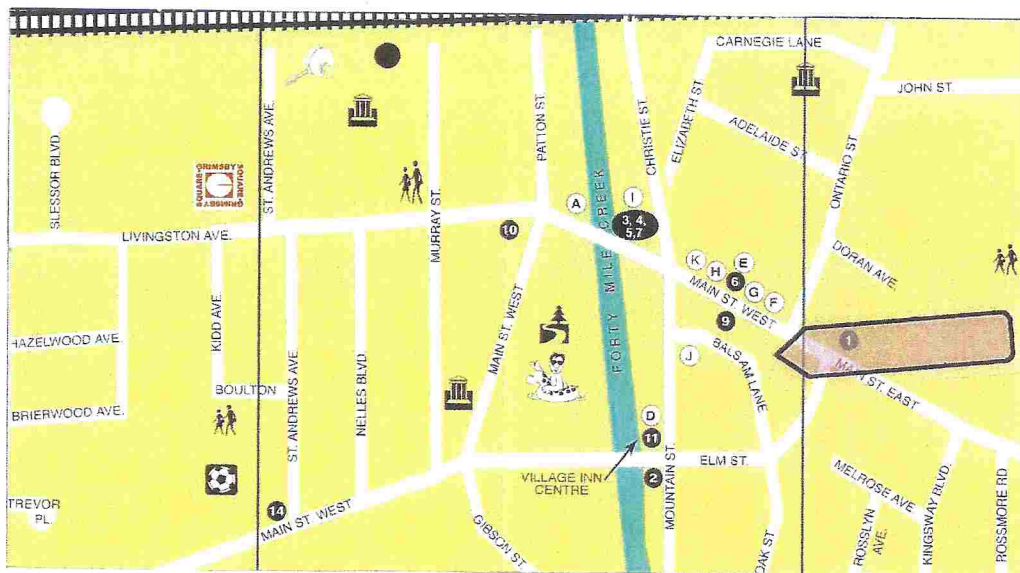 CARNEGIE LANE
JOHN ST.
ADELAIDE ST.
ELIZABETH ST.
CHRISTIE ST.
PATTON ST.
ONTARIO ST
SLESSOR BLVD.
GRIMSBY SQUARE
GRIMSBY SQUARE
ST. ANDREWS AVE.
MURRAY ST.
LIVINGSTON AVE.
A
I
3, 4,
5,7
10
FORTY MILE CREEK
K
H
E
6
G
F
MAIN ST. WEST
9
DORAN AVE.
1
MAIN ST. EAST
J
BALSAM LANE
HAZELWOOD AVE.
KIDD AVE.
BOULTON
BRIERWOOD AVE.
ST. ANDREWS AVE
NELLES BLVD.
MAIN ST. WEST
D
11
2
VILLAGE INN
CENTRE
MOUNTAIN ST.
ELM ST.
MELROSE AVE
ROSSLYN
AVE.
KINGSWAY BLVD.
ROSSMORE RD
OAK ST
GIBSON ST.
TREVOR
PL.
14
MAIN ST. WEST